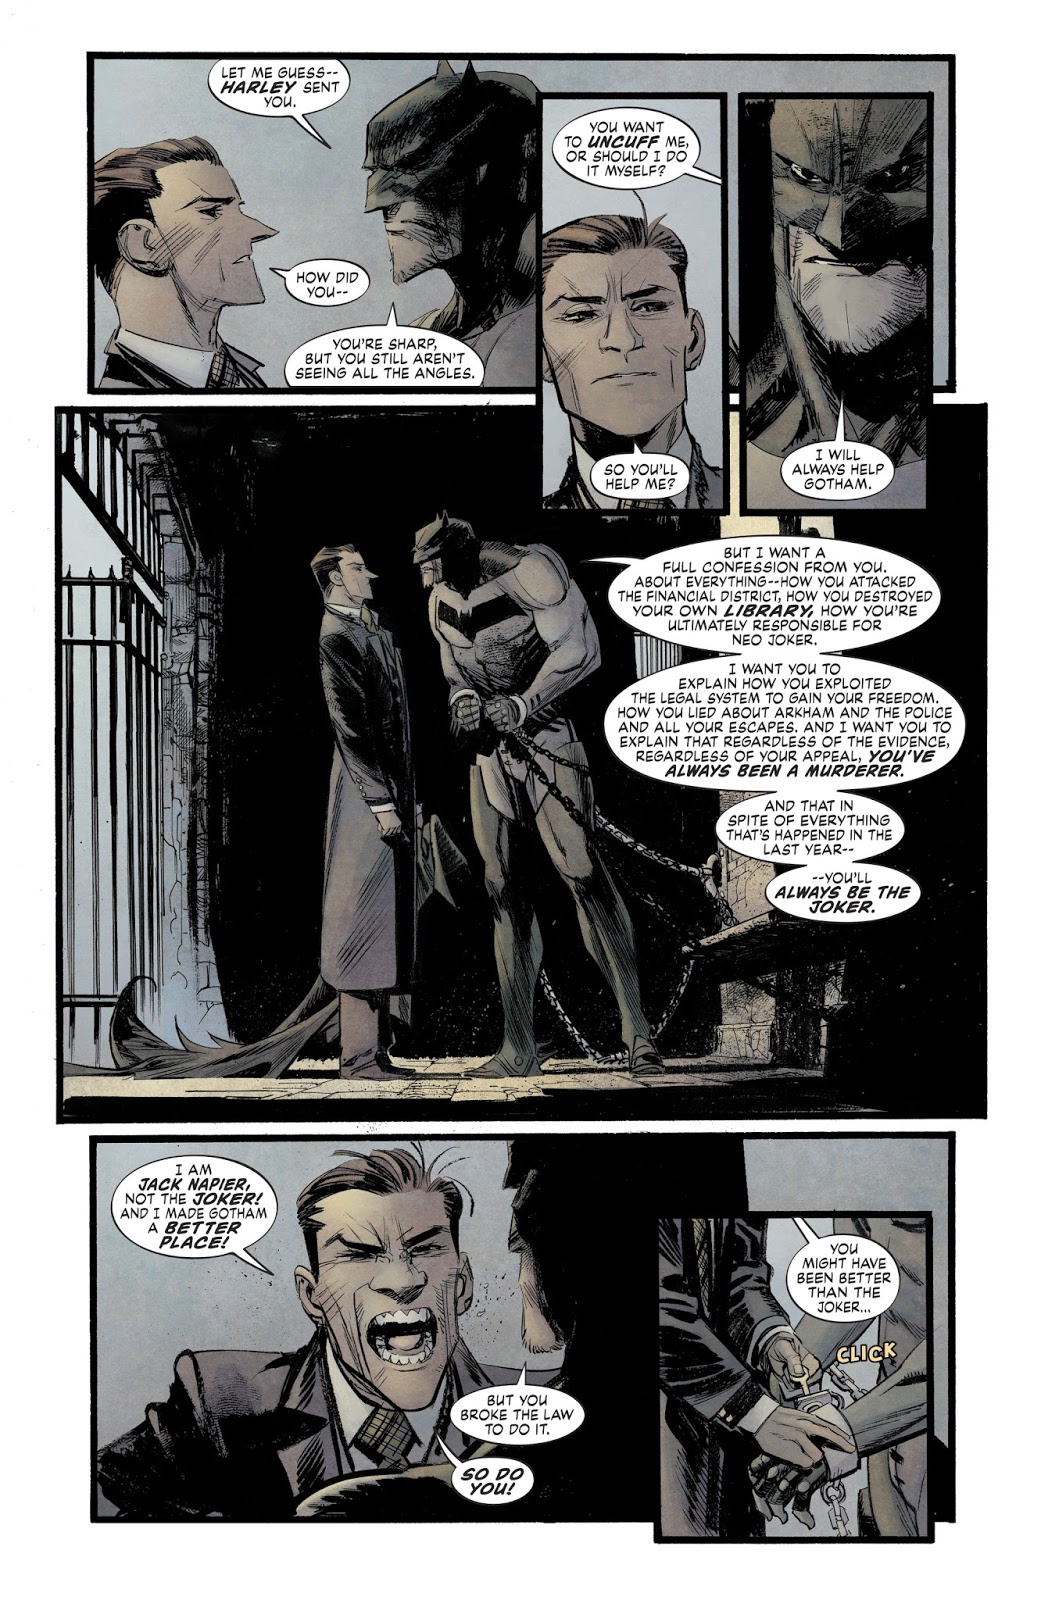 LET ME GUESS--
HARLEY SENT
YOU.
HOW DID
YOU--
YOU'RE SHARP,
BUT YOU STILL AREN'T
SEEING ALL THE ANGLES.
YOU WANT
TO UNCUFF ME,
OR SHOULD I DO
IT MYSELF?
SO YOU'LL
HELP ME?
I WILL
ALWAYS HELP
GOTHAM.
BUT I WANT A
FULL CONFESSION FROM YOU.
ABOUT EVERYTHING--HOW YOU ATTACKED
THE FINANCIAL DISTRICT, HOW YOU DESTROYED
YOUR OWN LIBRARY, HOW YOU'RE
ULTIMATELY RESPONSIBLE FOR
NEO JOKER.
I WANT YOU TO
EXPLAIN HOW YOU EXPLOITED
THE LEGAL SYSTEM TO GAIN YOUR FREEDOM.
HOW YOU LIED ABOUT ARKHAM AND THE POLICE
AND ALL YOUR ESCAPES. AND I WANT YOU TO
EXPLAIN THAT REGARDLESS OF THE EVIDENCE,
REGARDLESS OF YOUR APPEAL, YOU'VE
ALWAYS BEEN A MURDERER.
AND THAT IN
SPITE OF EVERYTHING
THAT'S HAPPENED IN THE
LAST YEAR--
--YOU'LL
ALWAYS BE THE
JOKER.
I AM
JACK NAPIER,
NOT THE JOKER!
AND I MADE GOTHAM
A BETTER
PLACE!
BUT YOU
BROKE THE LAW
TO DO IT.
SO DO
YOU!
YOU
MIGHT HAVE
BEEN BETTER
THAN THE
JOKER...
CLICK